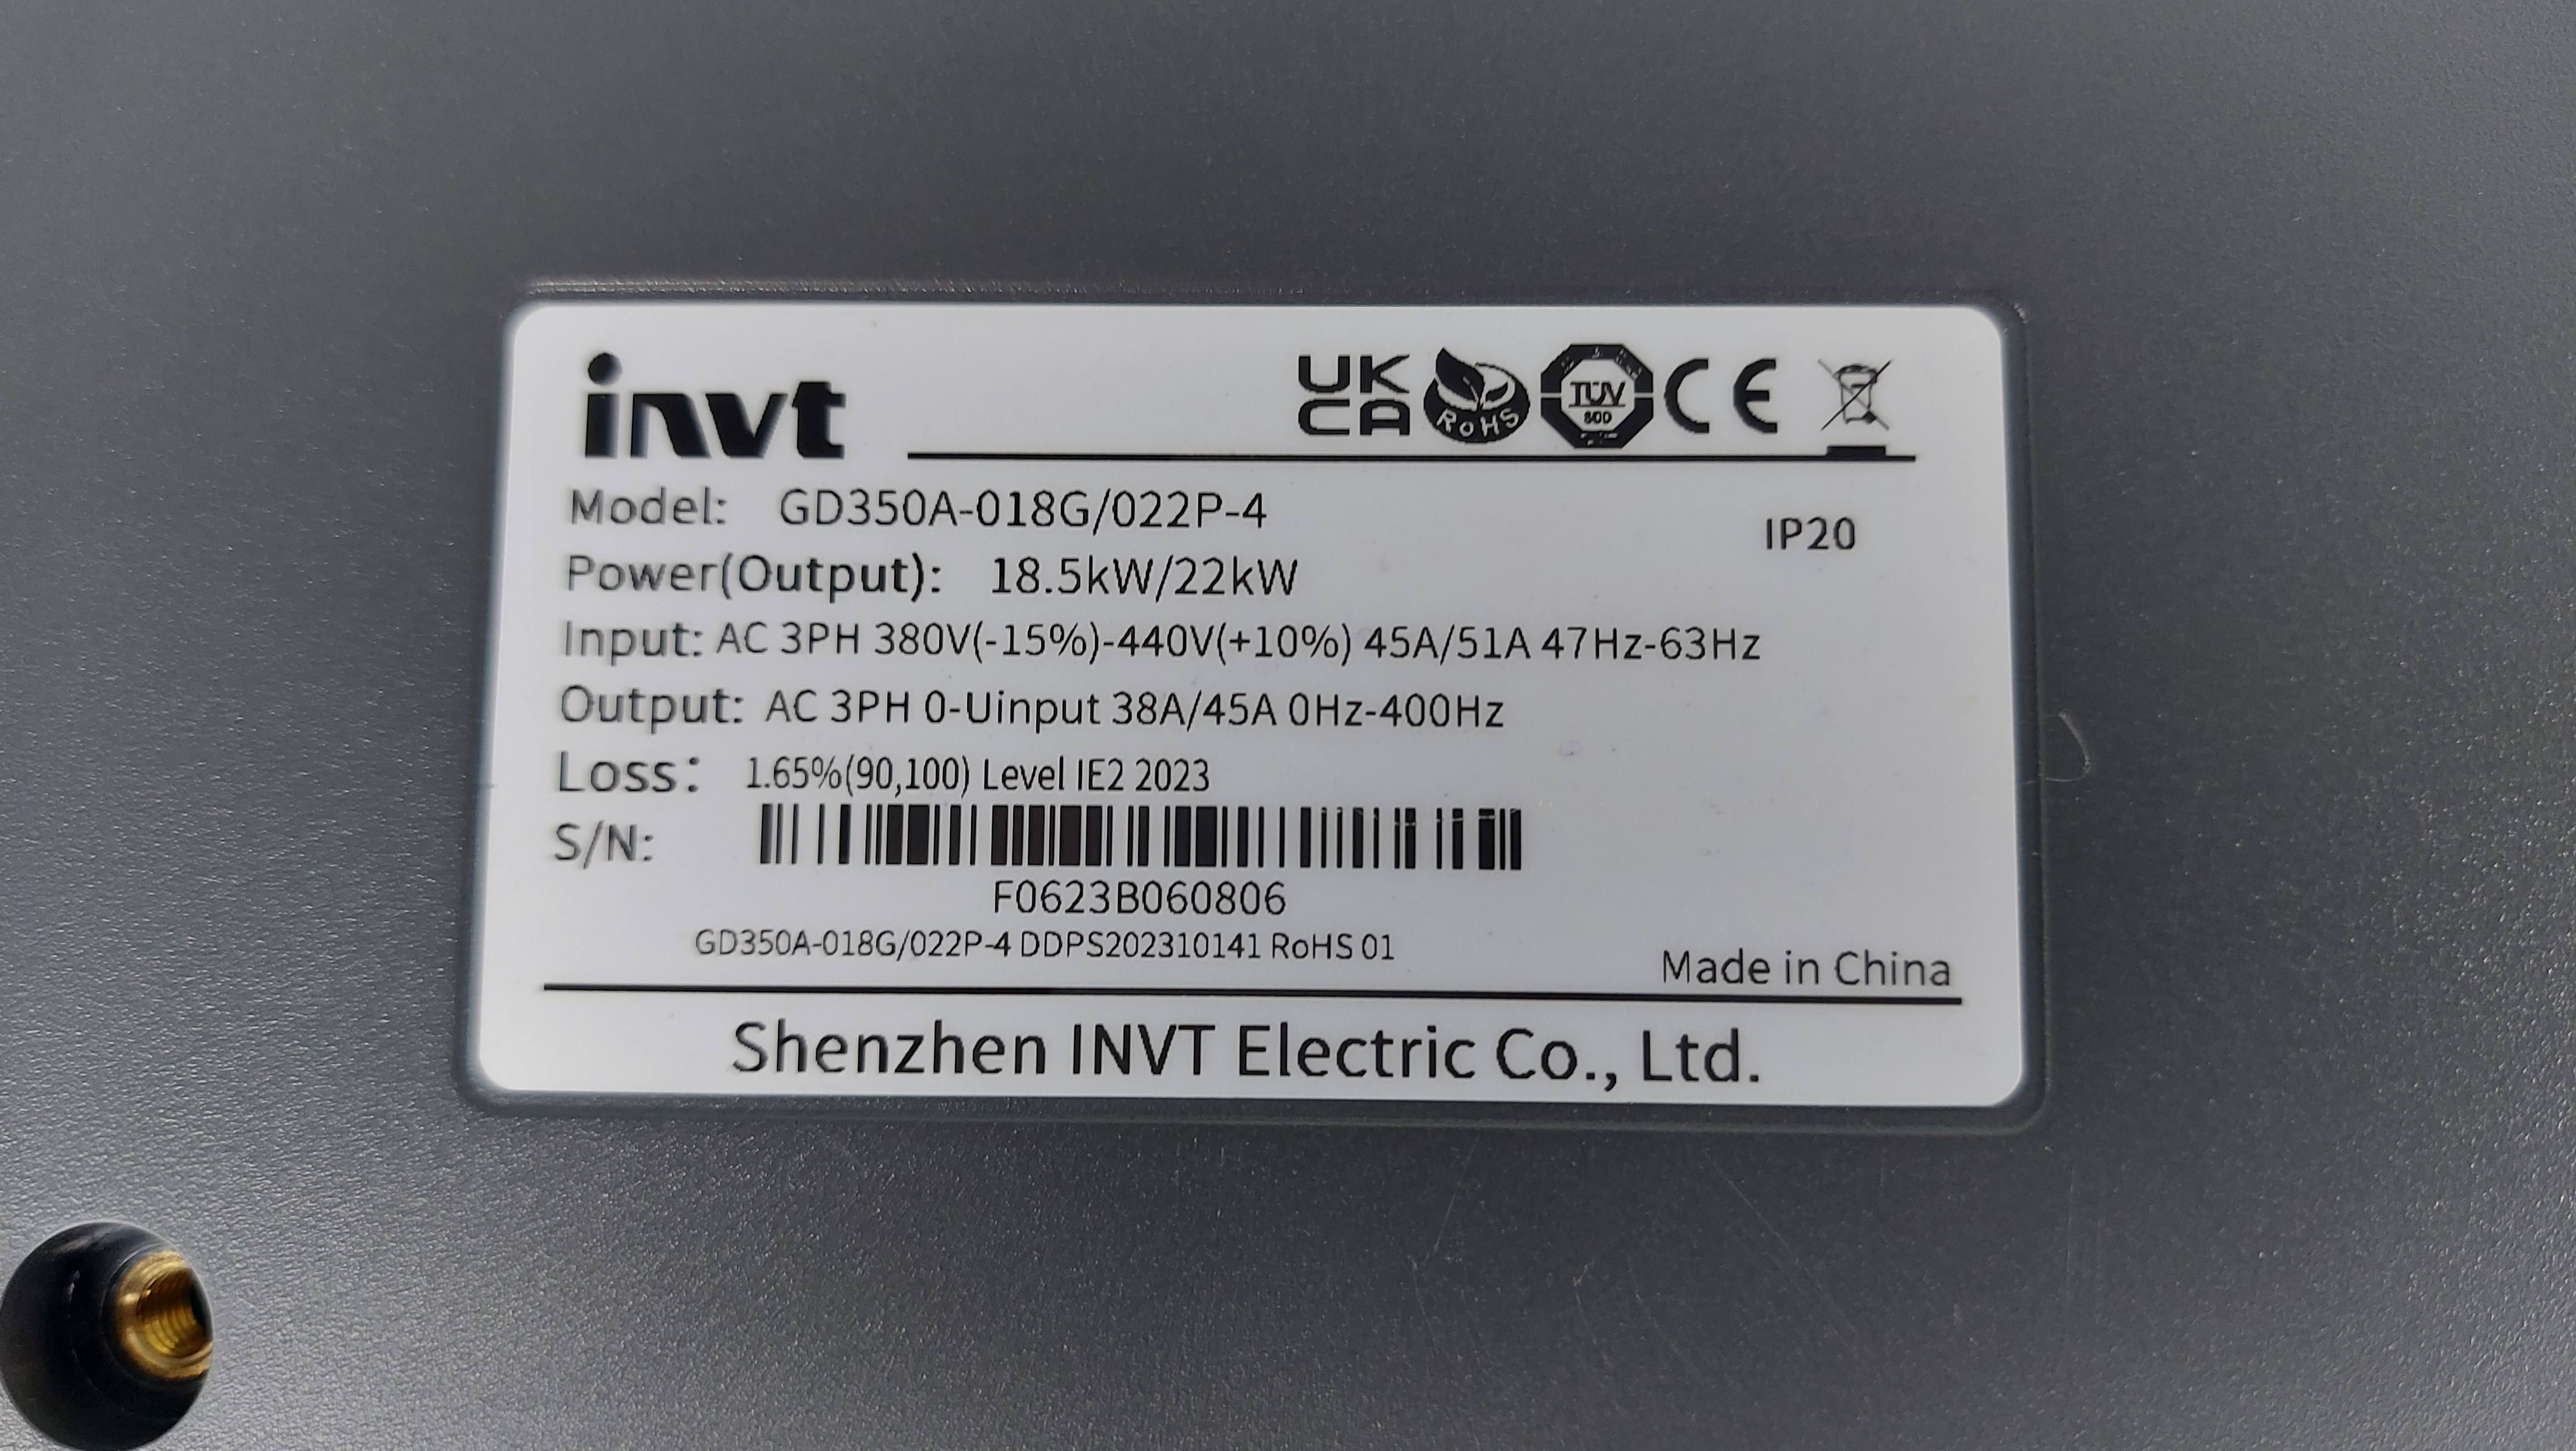 invt
UK
CA
RoHS
TÜV
SÜD
CE
Model: GD350A-018G/022P-4
IP20
Power(Output): 18.5kW/22kW
Input: AC 3PH 380V(-15%)-440V(+10%) 45A/51A 47Hz-63Hz
Output: AC 3PH 0-Uinput 38A/45A 0Hz-400Hz
Loss: 1.65%(90,100) Level IE2 2023
S/N:
F0623B060806
GD350A-018G/022P-4 DDPS202310141 RoHS 01
Made in China
Shenzhen INVT Electric Co., Ltd.